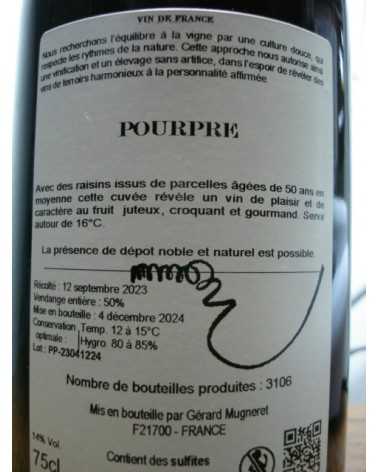 VIN DE FRANCE
Nous recherchons l'équilibre à la vigne par une culture douce, qui
respecte les rythmes de la nature. Cette approche nous autorise ainsi
une vinification et un élevage sans artifice, dans l'espoir de révéler des
vins de terroirs harmonieux à la personnalité affirmée
POURPRE
Avec des raisins issus de parcelles âgées de 50 ans en
moyenne cette cuvée révèle un vin de plaisir et de
caractère au fruit juteux, croquant et gourmand. Servir
autour de 16°C.
La présence de dépôt noble et naturel est possible.
Récolte : 12 septembre 2023
Vendange entière : 50%
Mise en bouteille : 4 décembre 2024
Conservation Temp. 12 à 15°C
optimale : Hygro. 80 à 85%
Lot : PP-23041224
Nombre de bouteilles produites : 3106
Mis en bouteille par Gérard Mugneret
F21700 - FRANCE
14% Vol.
75cl
Contient des sulfites